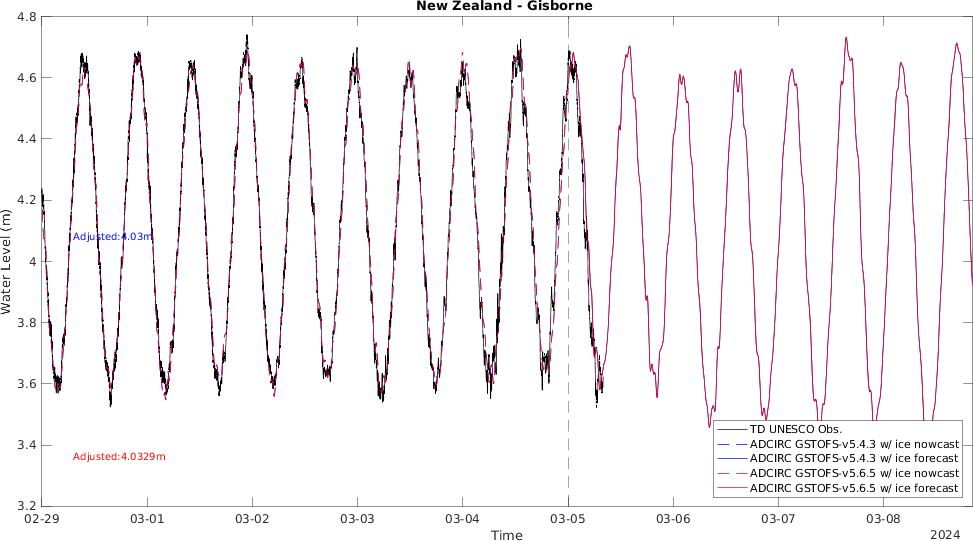 New Zealand - Gisborne
4.8
4.6
4.4
4.2
4
3.8
3.6
3.4
3.2
Water Level (m)
Adjusted:4.03m
Adjusted:4.0329m
TD UNESCO Obs.
ADCIRC GSTOFS-v5.4.3 w/ ice nowcast
ADCIRC GSTOFS-v5.4.3 w/ ice forecast
ADCIRC GSTOFS-v5.6.5 w/ ice nowcast
ADCIRC GSTOFS-v5.6.5 w/ ice forecast
02-29 03-01 03-02 03-03 03-04 03-05 03-06 03-07 03-08
Time
2024